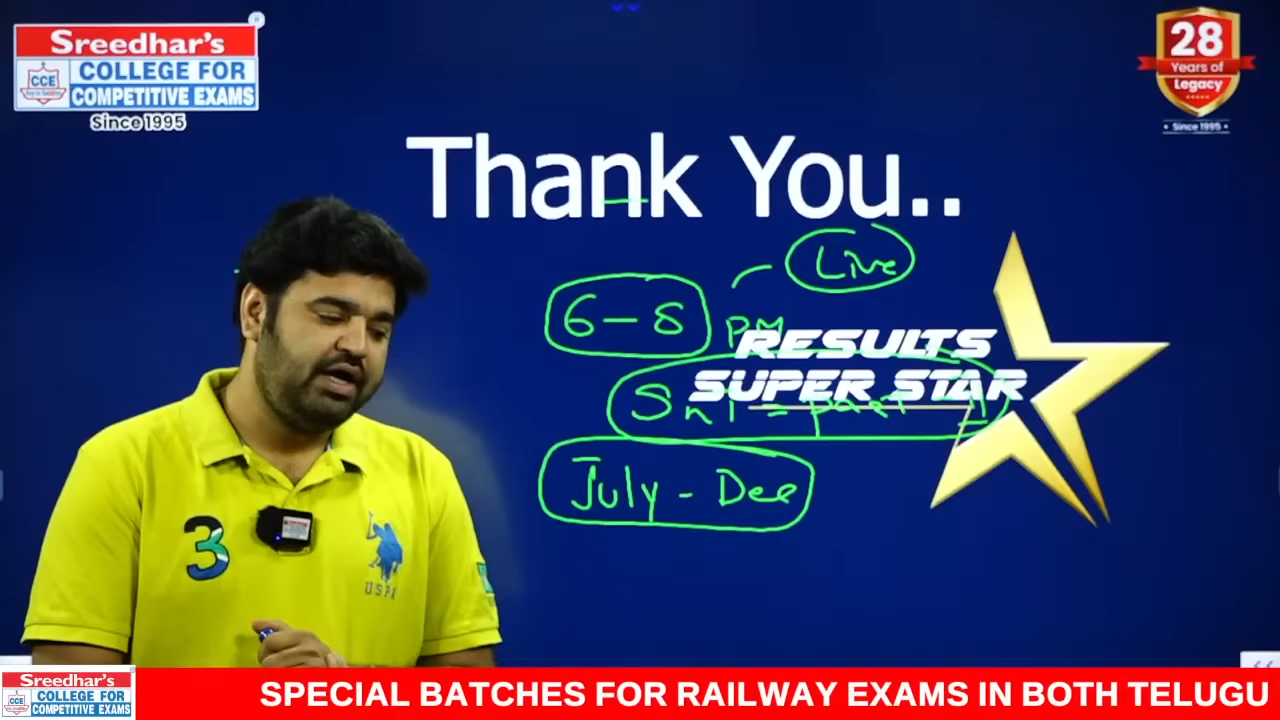 Sreedhar's
CCE
COLLEGE FOR
COMPETITIVE EXAMS
Since 1995
28
Years of
Legacy
Since 1995
Thank You..
Live
6-8 PM
RESULTS
SUPER STAR
July - Dec
3
Sreedhar's
CCE
COLLEGE FOR
COMPETITIVE EXAMS
SPECIAL BATCHES FOR RAILWAY EXAMS IN BOTH TELUGU